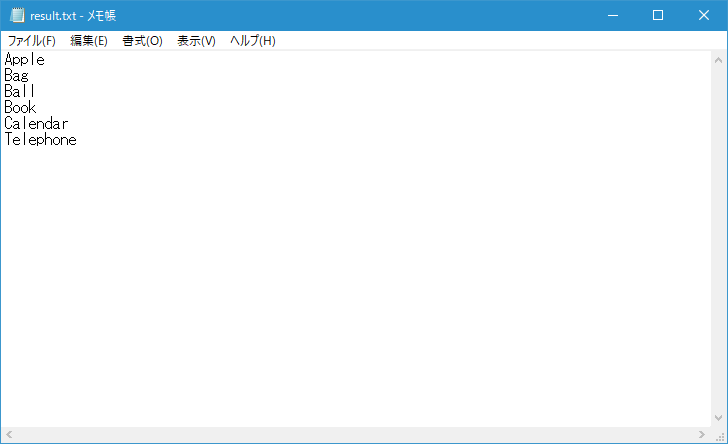 result.txt - メモ帳
ファイル(F) 編集(E) 書式(O) 表示(V) ヘルプ(H)
Apple
Bag
Ball
Book
Calendar
Telephone